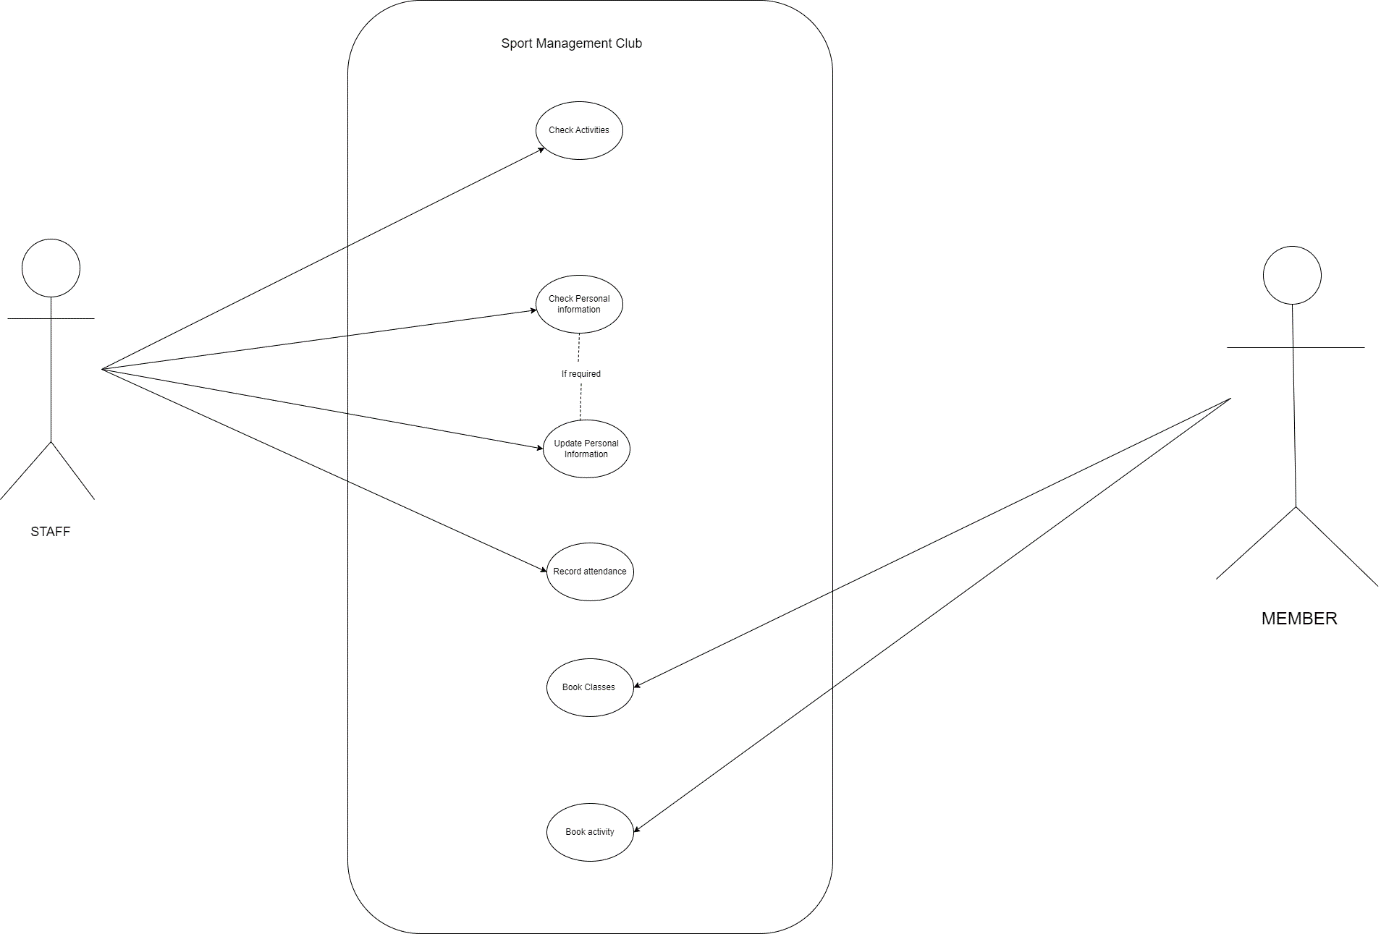 Sport Management Club
Check Activities
Check Personal
information
If required
Update Personal
Information
STAFF
Record attendance
MEMBER
Book Classes
Book activity